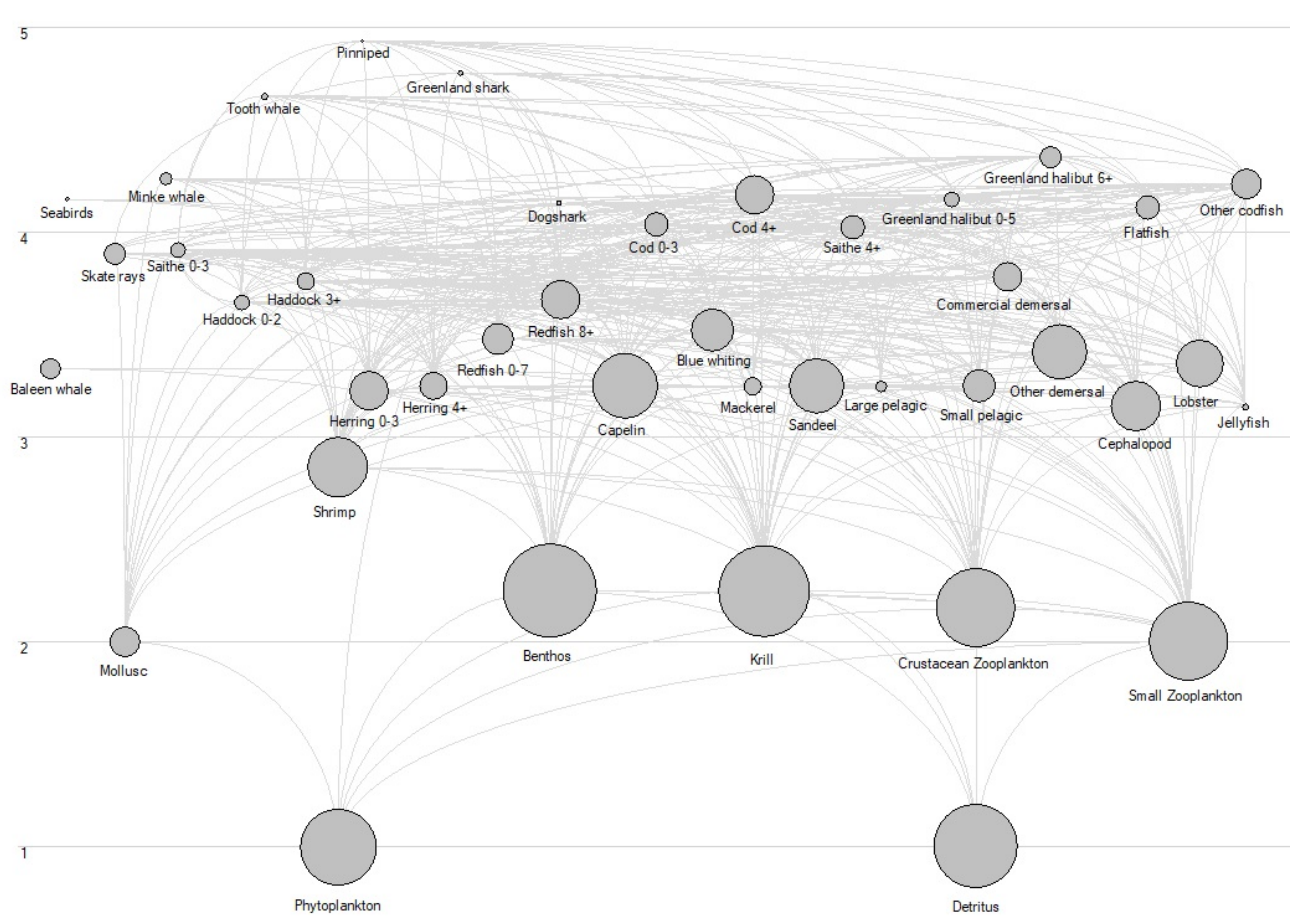 5
Pinniped
Greenland shark
Tooth whale
Greenland halibut 6+
Minke whale
Seabirds
Dogshark
Cod 4+
Greenland halibut 0-5
Other codfish
4
Cod 0-3
Saithe 4+
Flatfish
Skate rays
Saithe 0-3
Haddock 3+
Haddock 0-2
Commercial demersal
Redfish 8+
Blue whiting
Redfish 0-7
Baleen whale
Herring 0-3
Herring 4+
Capelin
Mackerel
Sandeel
Large pelagic
Small pelagic
Other demersal
Lobster
Cephalopod
Jellyfish
3
Shrimp
2
Mollusc
Benthos
Krill
Crustacean Zooplankton
Small Zooplankton
1
Phytoplankton
Detritus